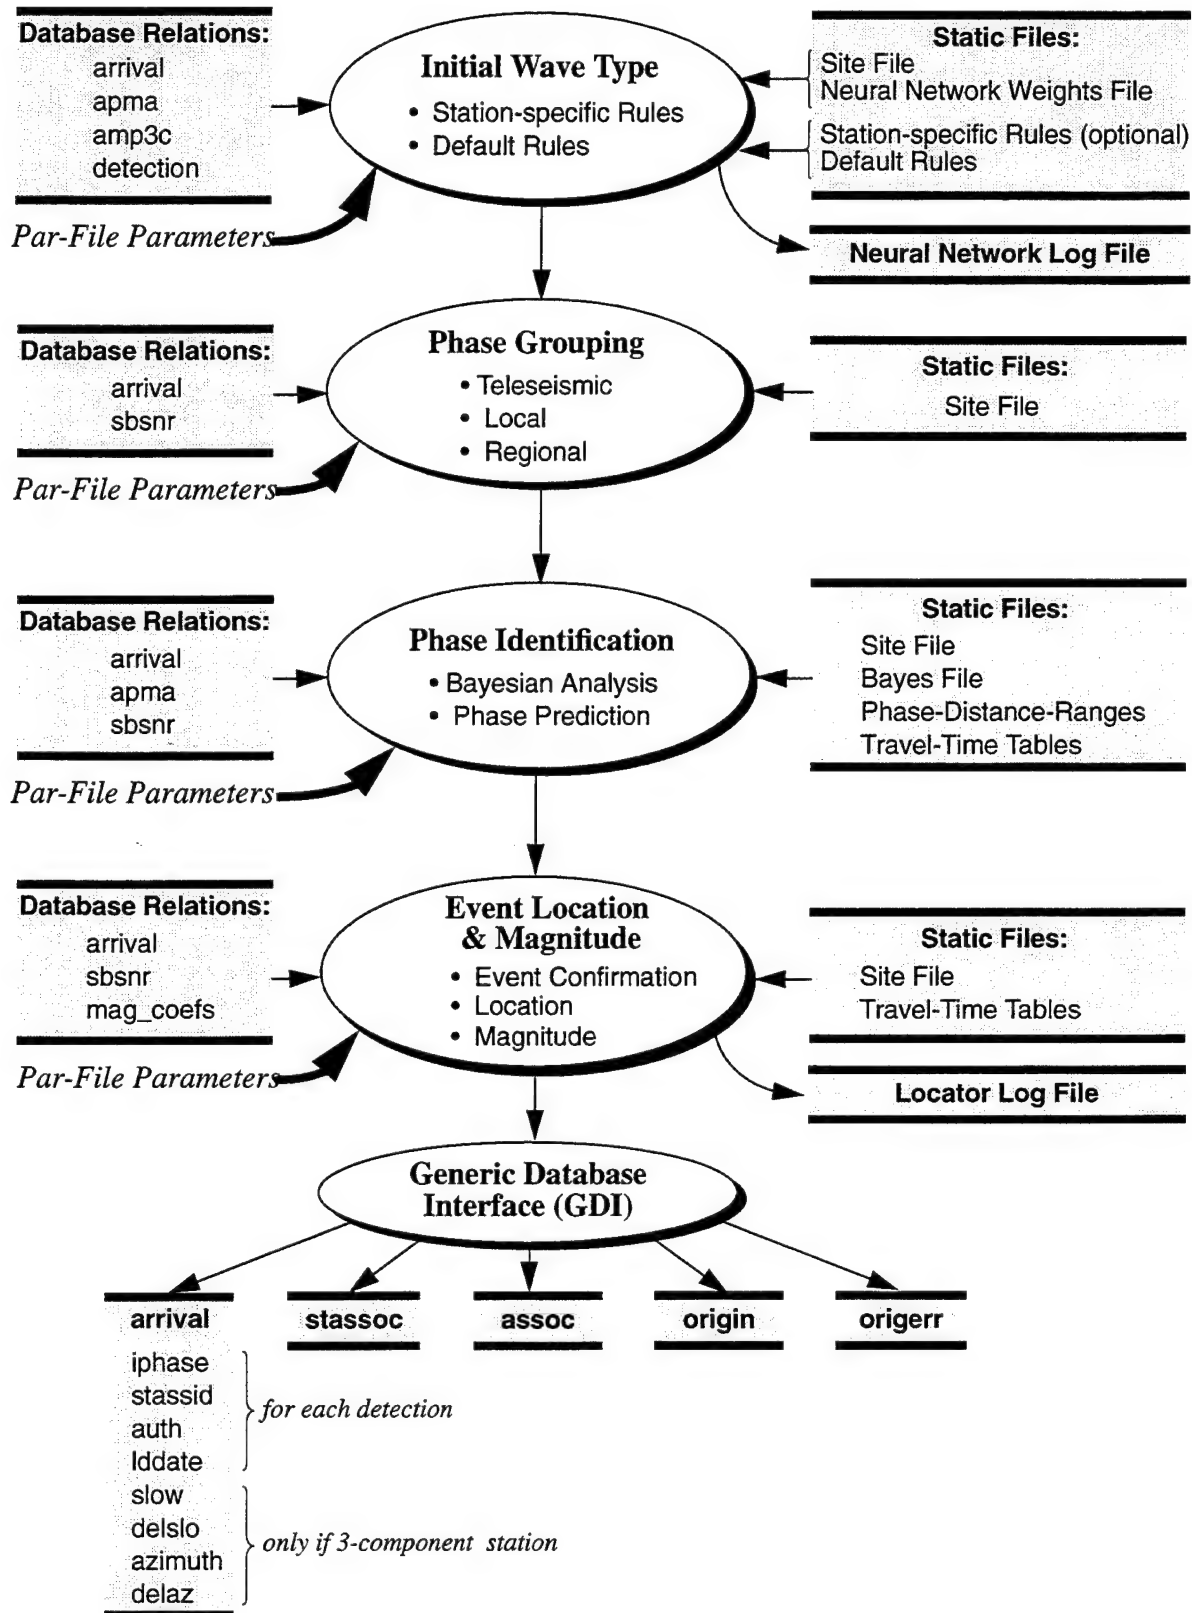 Database Relations:
arrival
apma
amp3c
detection
Par-File Parameters
Initial Wave Type
• Station-specific Rules
• Default Rules
Static Files:
Site File
Neural Network Weights File
Station-specific Rules (optional)
Default Rules
Neural Network Log File
Database Relations:
arrival
sbsnr
Par-File Parameters
Phase Grouping
• Teleseismic
• Local
• Regional
Static Files:
Site File
Database Relations:
arrival
apma
sbsnr
Par-File Parameters
Phase Identification
• Bayesian Analysis
• Phase Prediction
Static Files:
Site File
Bayes File
Phase-Distance-Ranges
Travel-Time Tables
Database Relations:
arrival
sbsnr
mag_coefs
Par-File Parameters
Event Location
& Magnitude
• Event Confirmation
• Location
• Magnitude
Static Files:
Site File
Travel-Time Tables
Locator Log File
Generic Database
Interface (GDI)
arrival
iphase
stassid
auth
lddate
for each detection
slow
delslo
azimuth
delaz
only if 3-component station
stassoc
assoc
origin
origerr